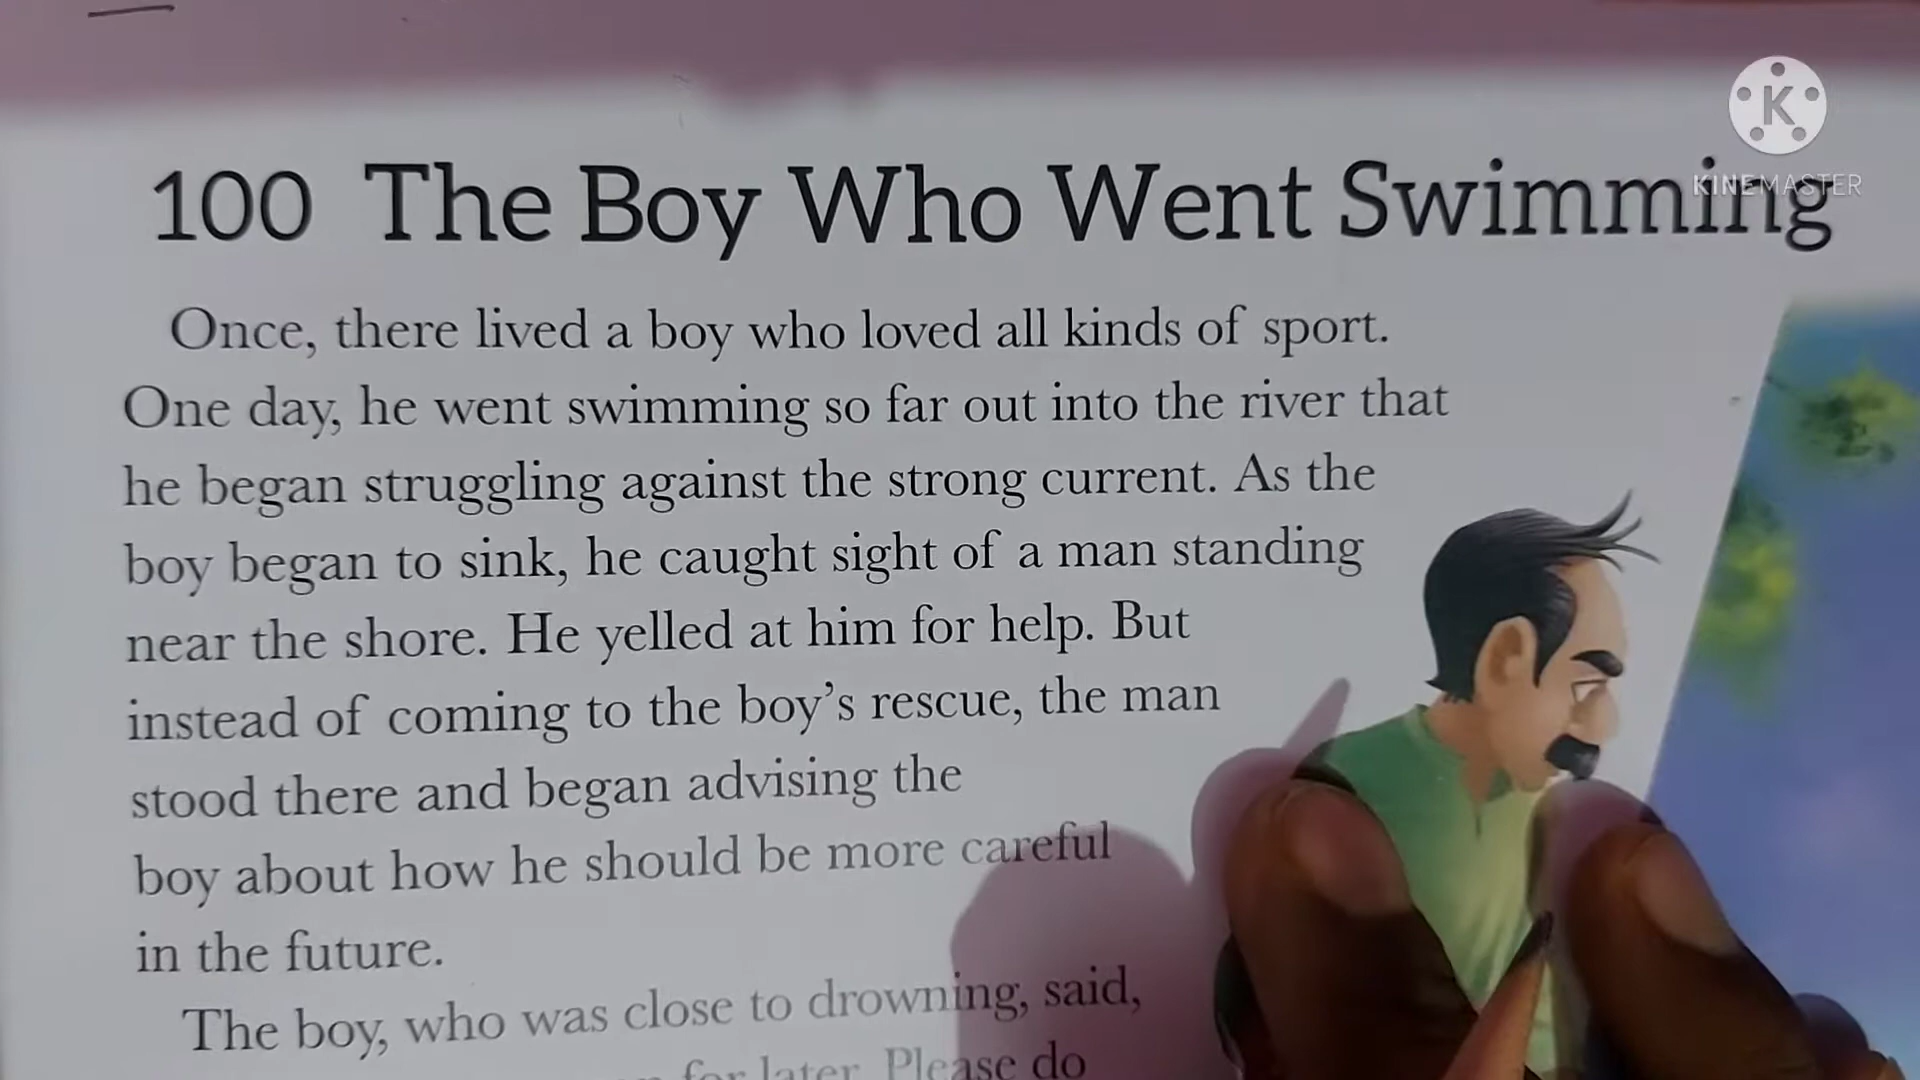 K
KINEMASTER
100 The Boy Who Went Swimming
Once, there lived a boy who loved all kinds of sport.
One day, he went swimming so far out into the river that
he began struggling against the strong current. As the
boy began to sink, he caught sight of a man standing
near the shore. He yelled at him for help. But
instead of coming to the boy's rescue, the man
stood there and began advising the
boy about how he should be more careful
in the future.
The boy, who was close to drowning, said,
for later. Please do